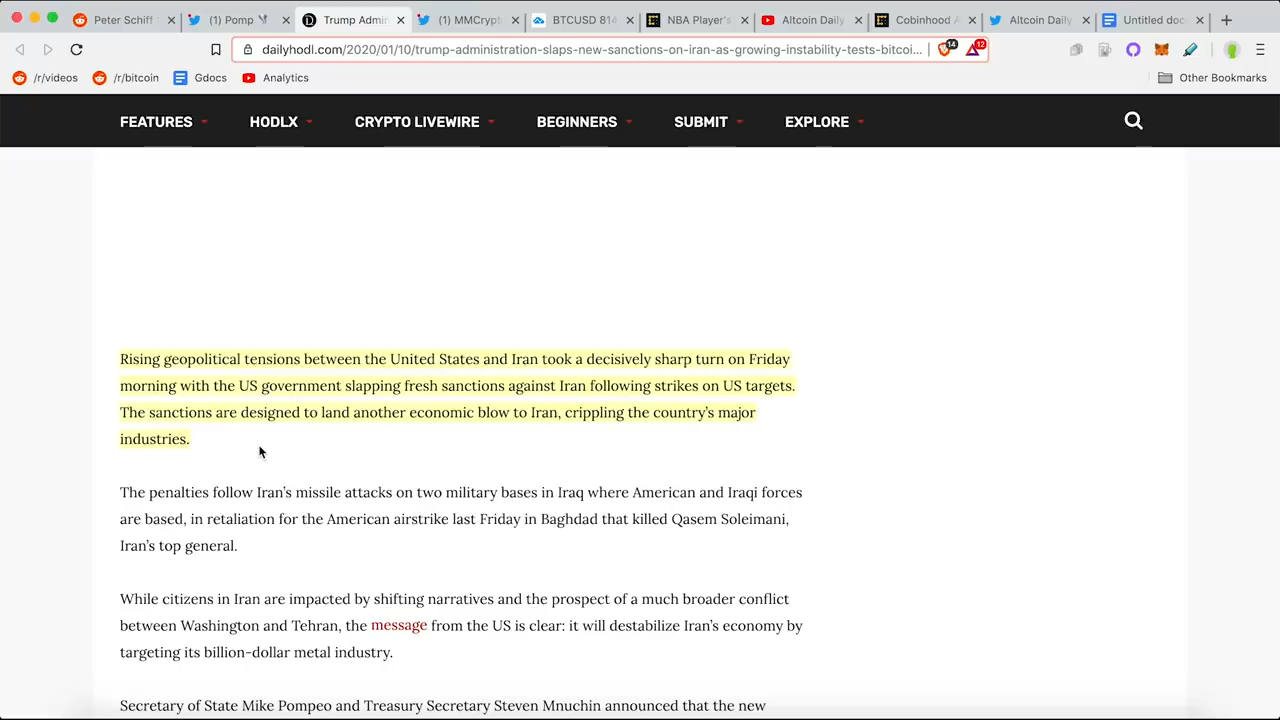 Peter Schiff
(1) Pomp
Trump Admin
(1) MMCrypt
BTCUSD 814
NBA Player's
Altcoin Daily
Cobinhood
Altcoin Daily
Untitled doc
dailyhodl.com/2020/01/10/trump-administration-slaps-new-sanctions-on-iran-as-growing-instability-tests-bitcoi...
14
12
/r/videos
/r/bitcoin
Gdocs
Analytics
Other Bookmarks
FEATURES
HODLX
CRYPTO LIVEWIRE
BEGINNERS
SUBMIT
EXPLORE
Rising geopolitical tensions between the United States and Iran took a decisively sharp turn on Friday
morning with the US government slapping fresh sanctions against Iran following strikes on US targets.
The sanctions are designed to land another economic blow to Iran, crippling the country’s major
industries.
The penalties follow Iran’s missile attacks on two military bases in Iraq where American and Iraqi forces
are based, in retaliation for the American airstrike last Friday in Baghdad that killed Qasem Soleimani,
Iran’s top general.
While citizens in Iran are impacted by shifting narratives and the prospect of a much broader conflict
between Washington and Tehran, the message from the US is clear: it will destabilize Iran’s economy by
targeting its billion-dollar metal industry.
Secretary of State Mike Pompeo and Treasury Secretary Steven Mnuchin announced that the new